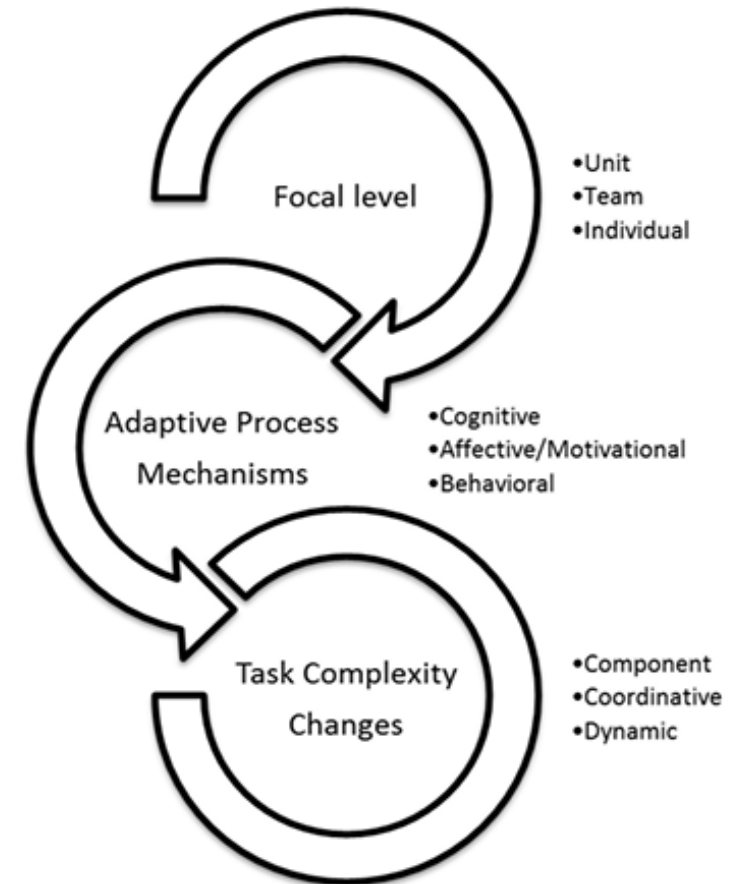 Focal level
•Unit
•Team
•Individual
Adaptive Process
Mechanisms
•Cognitive
•Affective/Motivational
•Behavioral
Task Complexity
Changes
•Component
•Coordinative
•Dynamic